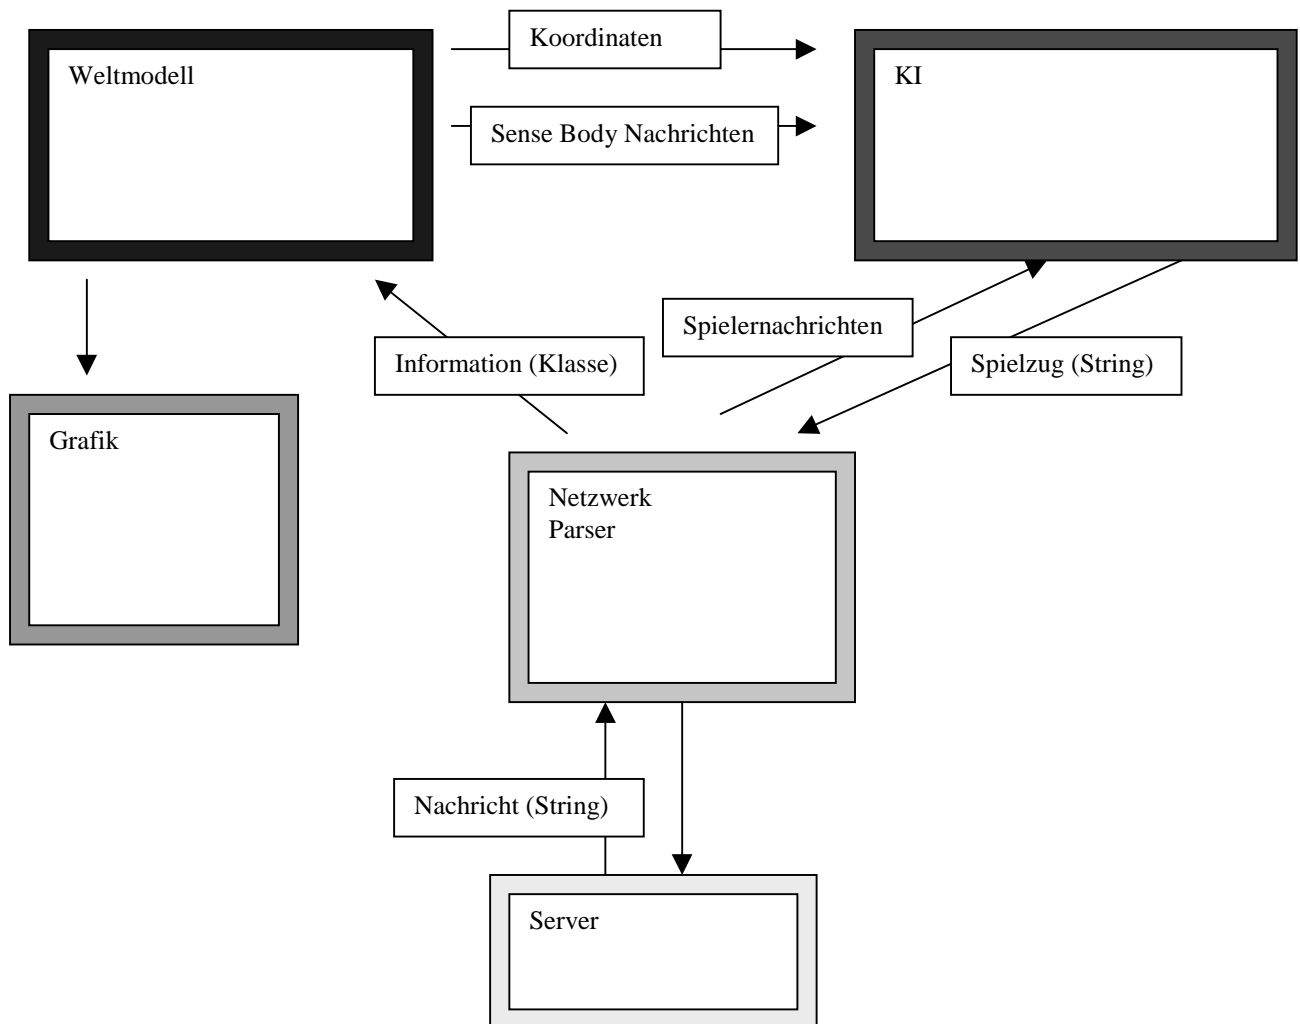 Koordinaten
Weltmodell
KI
Sense Body Nachrichten
Spielernachrichten
Information (Klasse)
Spielzug (String)
Grafik
Netzwerk
Parser
Nachricht (String)
Server